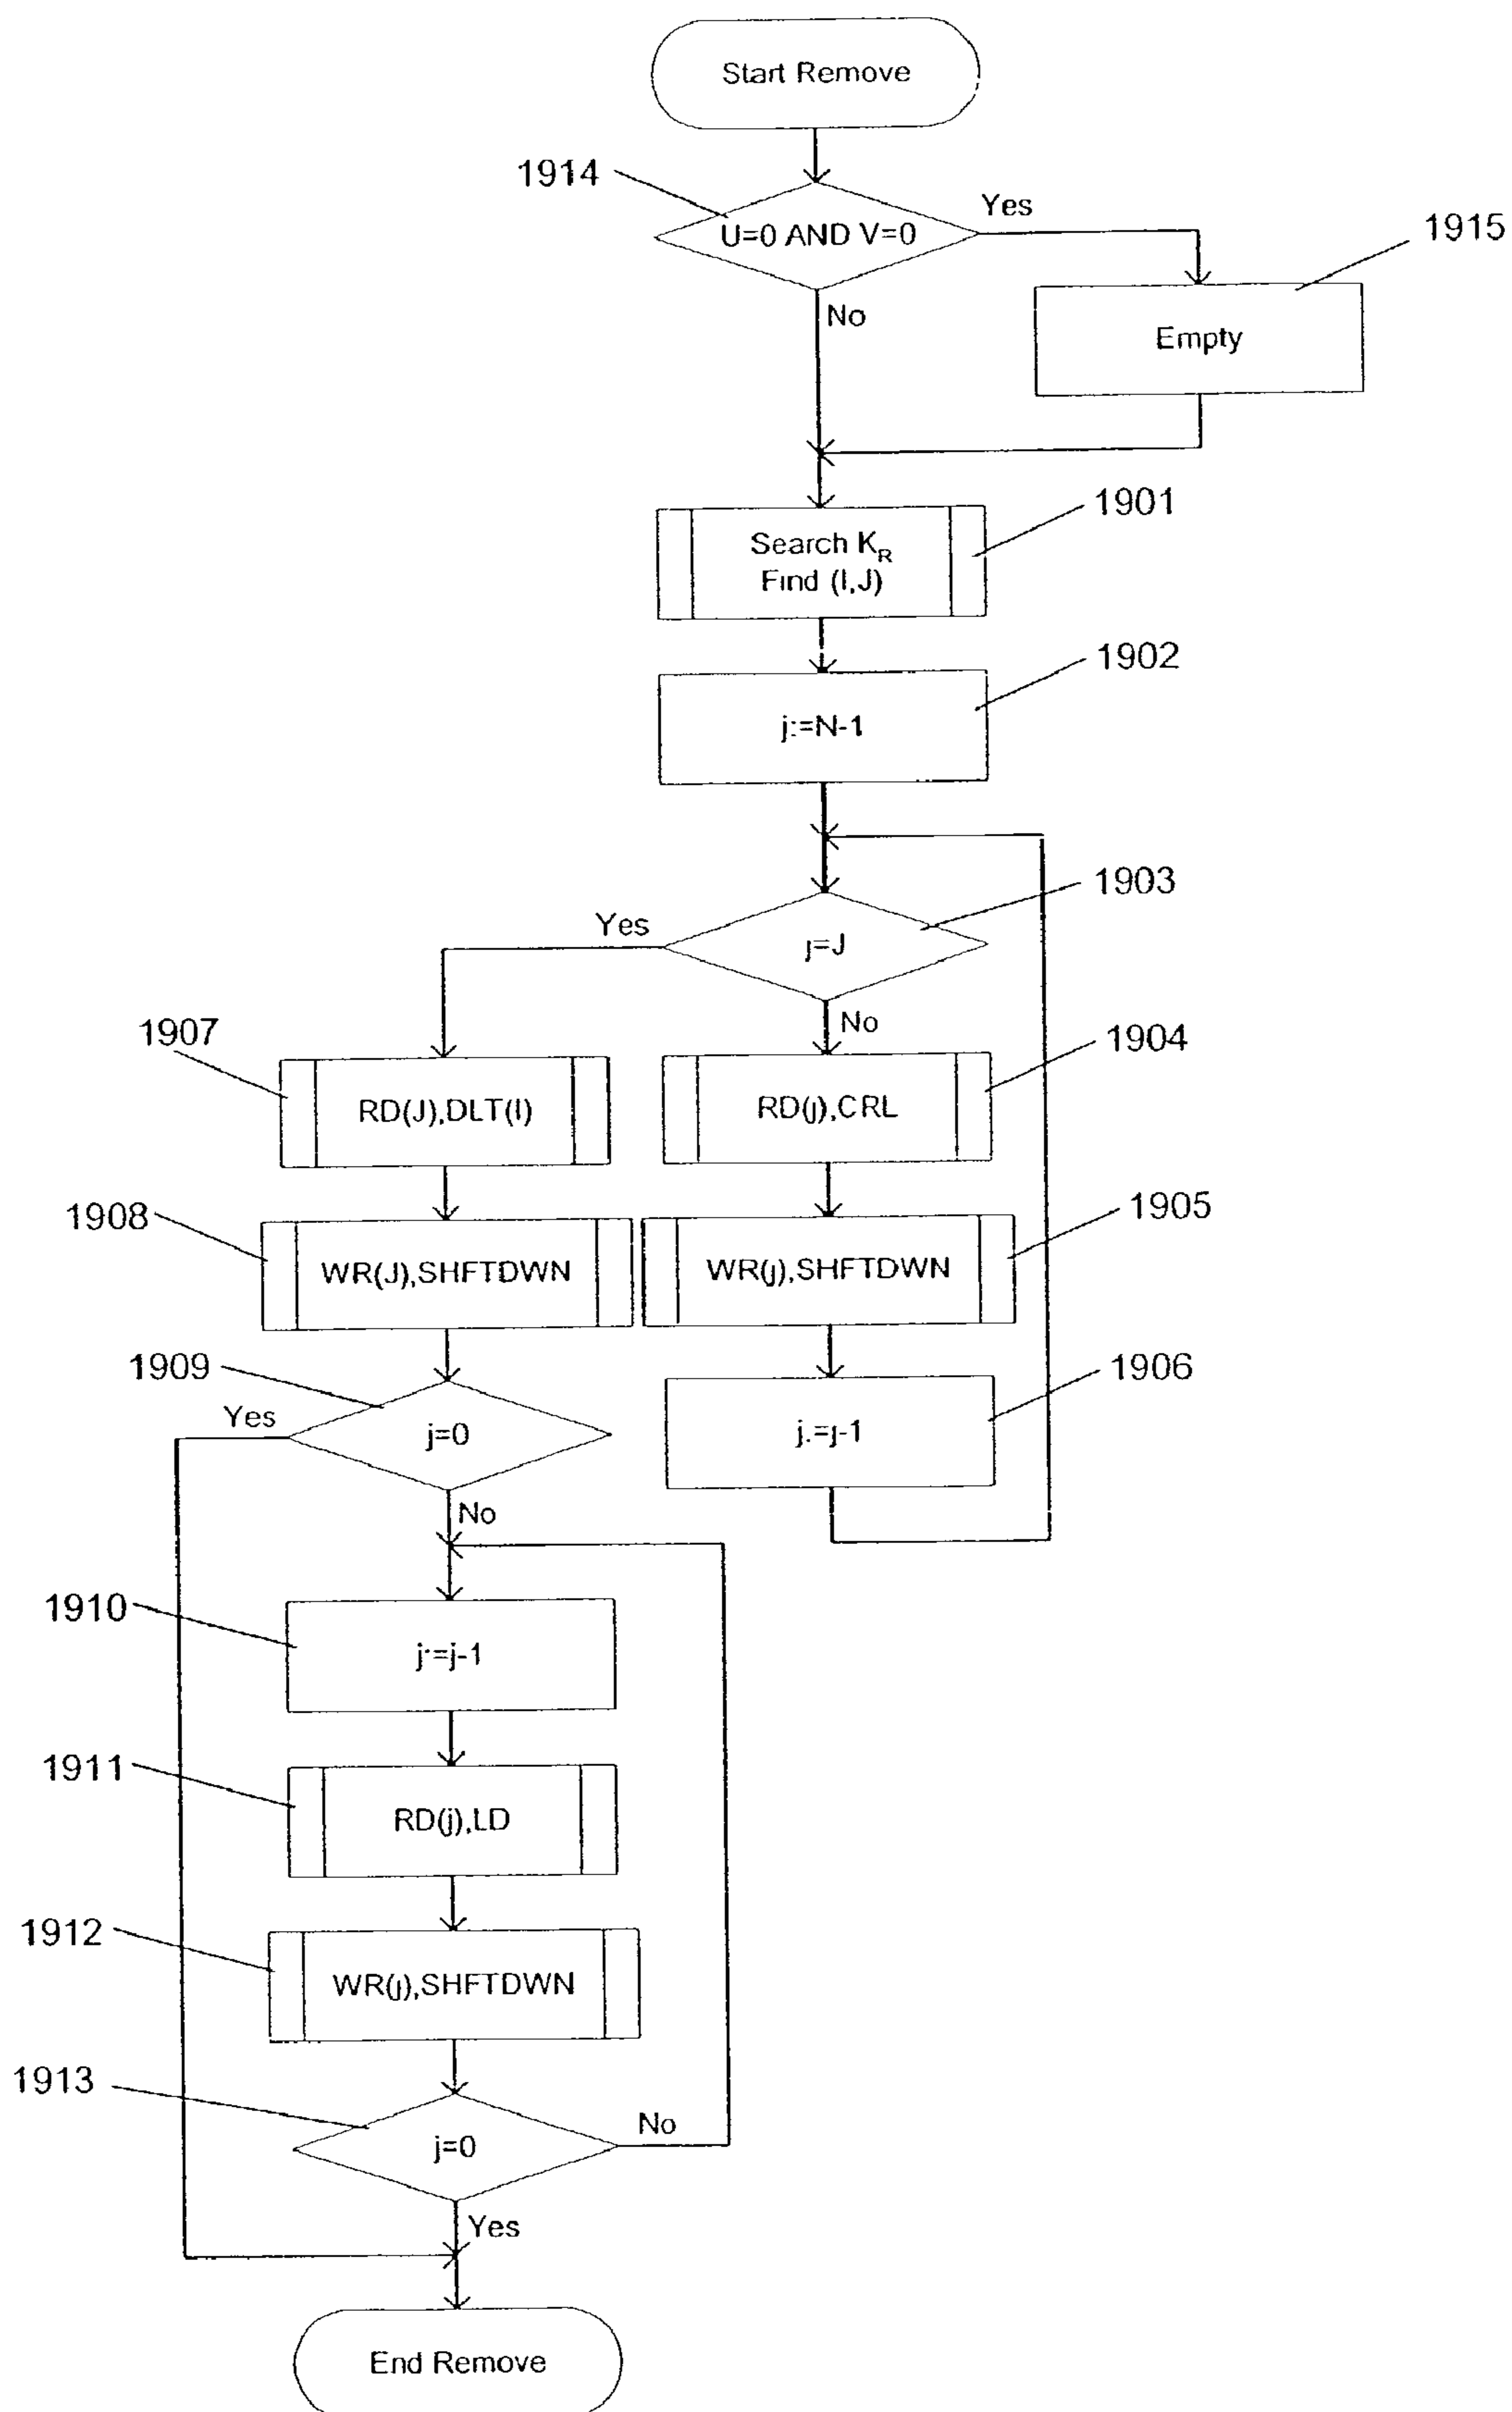 Start Remove
1914
U=0 AND V=0
Yes
1915
No
Empty
1901
Search KR
Find (I,J)
1902
j:=N-1
1903
Yes
j=J
No
1907
1904
RD(J),DLT(I)
RD(j),CRL
1908
1905
WR(J),SHFTDWN
WR(j),SHFTDWN
1909
1906
Yes
j=0
j:=j-1
No
1910
j:=j-1
1911
RD(j),LD
1912
WR(j),SHFTDWN
1913
No
j=0
Yes
End Remove